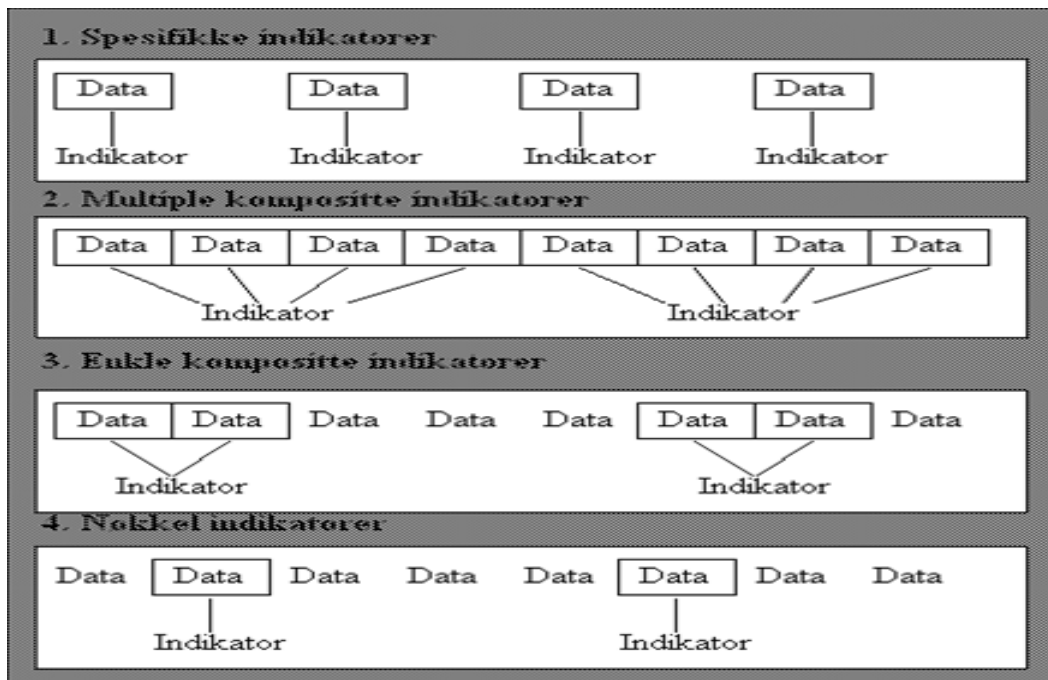 1. Spesifikke indikatorer
Data Data Data Data
Indikator Indikator Indikator Indikator
2. Multiple kompositte indikatorer
Data Data Data Data Data Data Data Data
Indikator Indikator
3. Enkle kompositte indikatorer
Data Data Data Data Data Data Data Data
Indikator Indikator
4. Nøkkel indikatorer
Data Data Data Data Data Data Data Data
Indikator Indikator